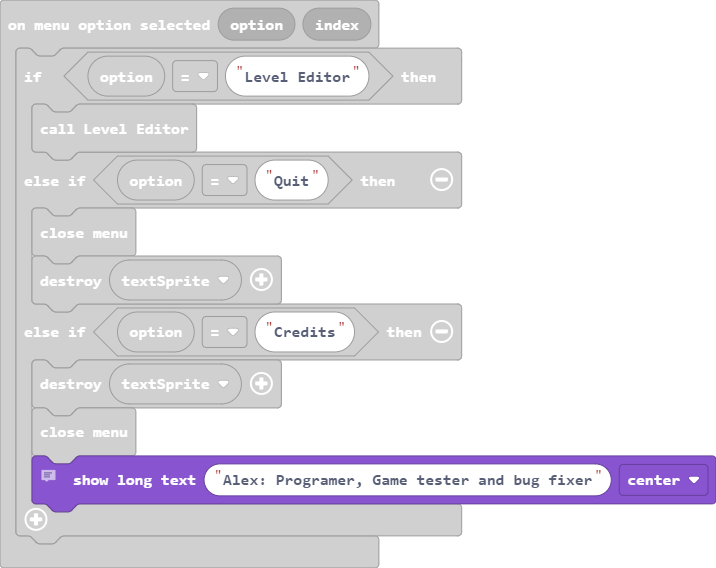 on menu option selected option index
if option = "Level Editor" then
call Level Editor
else if option = "Quit" then
close menu
destroy textSprite
else if option = "Credits" then
destroy textSprite
close menu
show long text "Alex: Programer, Game tester and bug fixer" center